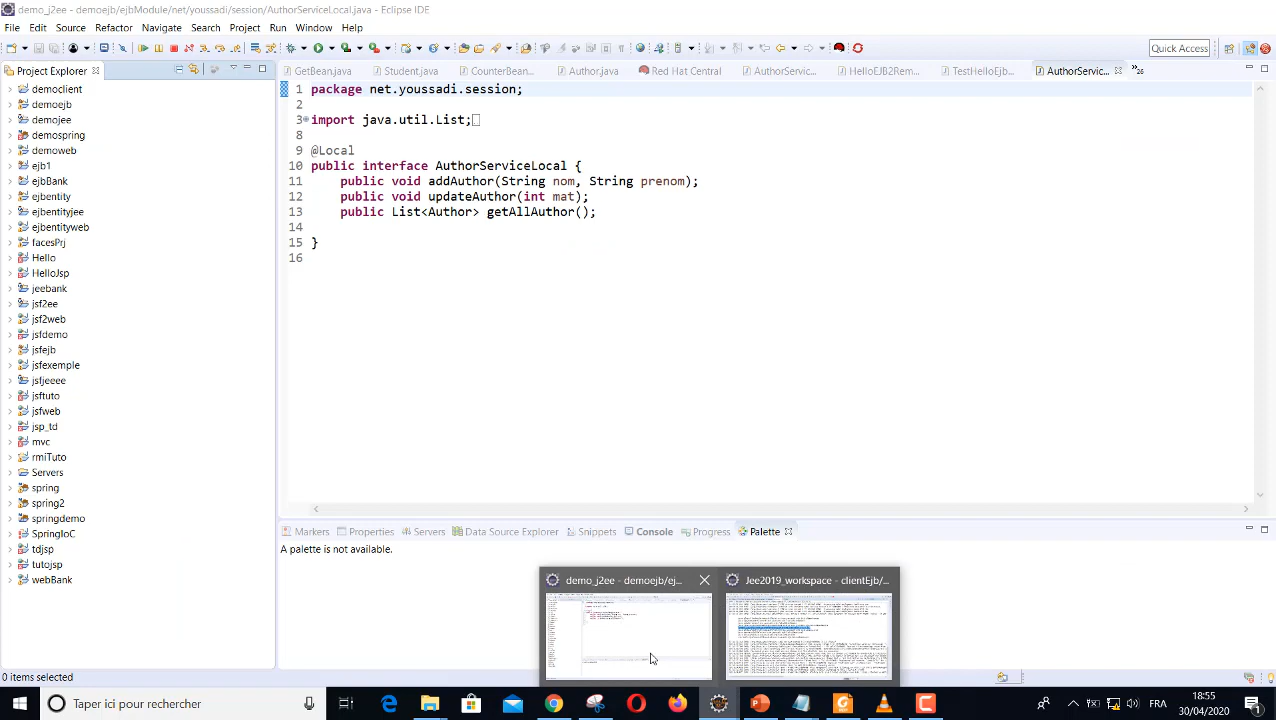 demo_j2ee - demoejb/ejbModule/net/youssadi/session/AuthorServiceLocal.java - Eclipse IDE
File Edit Source Refactor Navigate Search Project Run Window Help
Quick Access
Project Explorer
GetBean.java Student.java CounterBean... Author.java Red Hat Central AuthorServic... HelloEJB2Rem... TestHelloEjb... AuthorServic...
democlient
demoejb
demojee
demospring
demoweb
ejb1
ejbBank
ejbentity
ejbentityjee
ejbentityweb
facesPrj
Hello
HelloJsp
jeebank
jsf2ee
jsf2web
jsfdemo
jsfejb
jsfexemple
jsfjeeee
jsftuto
jsfweb
jsp_td
mvc
rmiTuto
Servers
spring
spring2
springdemo
SpringIoC
tdjsp
tutojsp
webBank
1 package net.youssadi.session;
2
3 import java.util.List;
8
9 @Local
10 public interface AuthorServiceLocal {
11 public void addAuthor(String nom, String prenom);
12 public void updateAuthor(int mat);
13 public List<Author> getAllAuthor();
14
15 }
16
Markers Properties Servers Data Source Explorer Snippets Console Progress Palette
A palette is not available.
demo_j2ee - demoejb/ej... Jee2019_workspace - clientEjb/...
0 items selected
Taper ici pour rechercher
FRA
18:55
30/04/2020